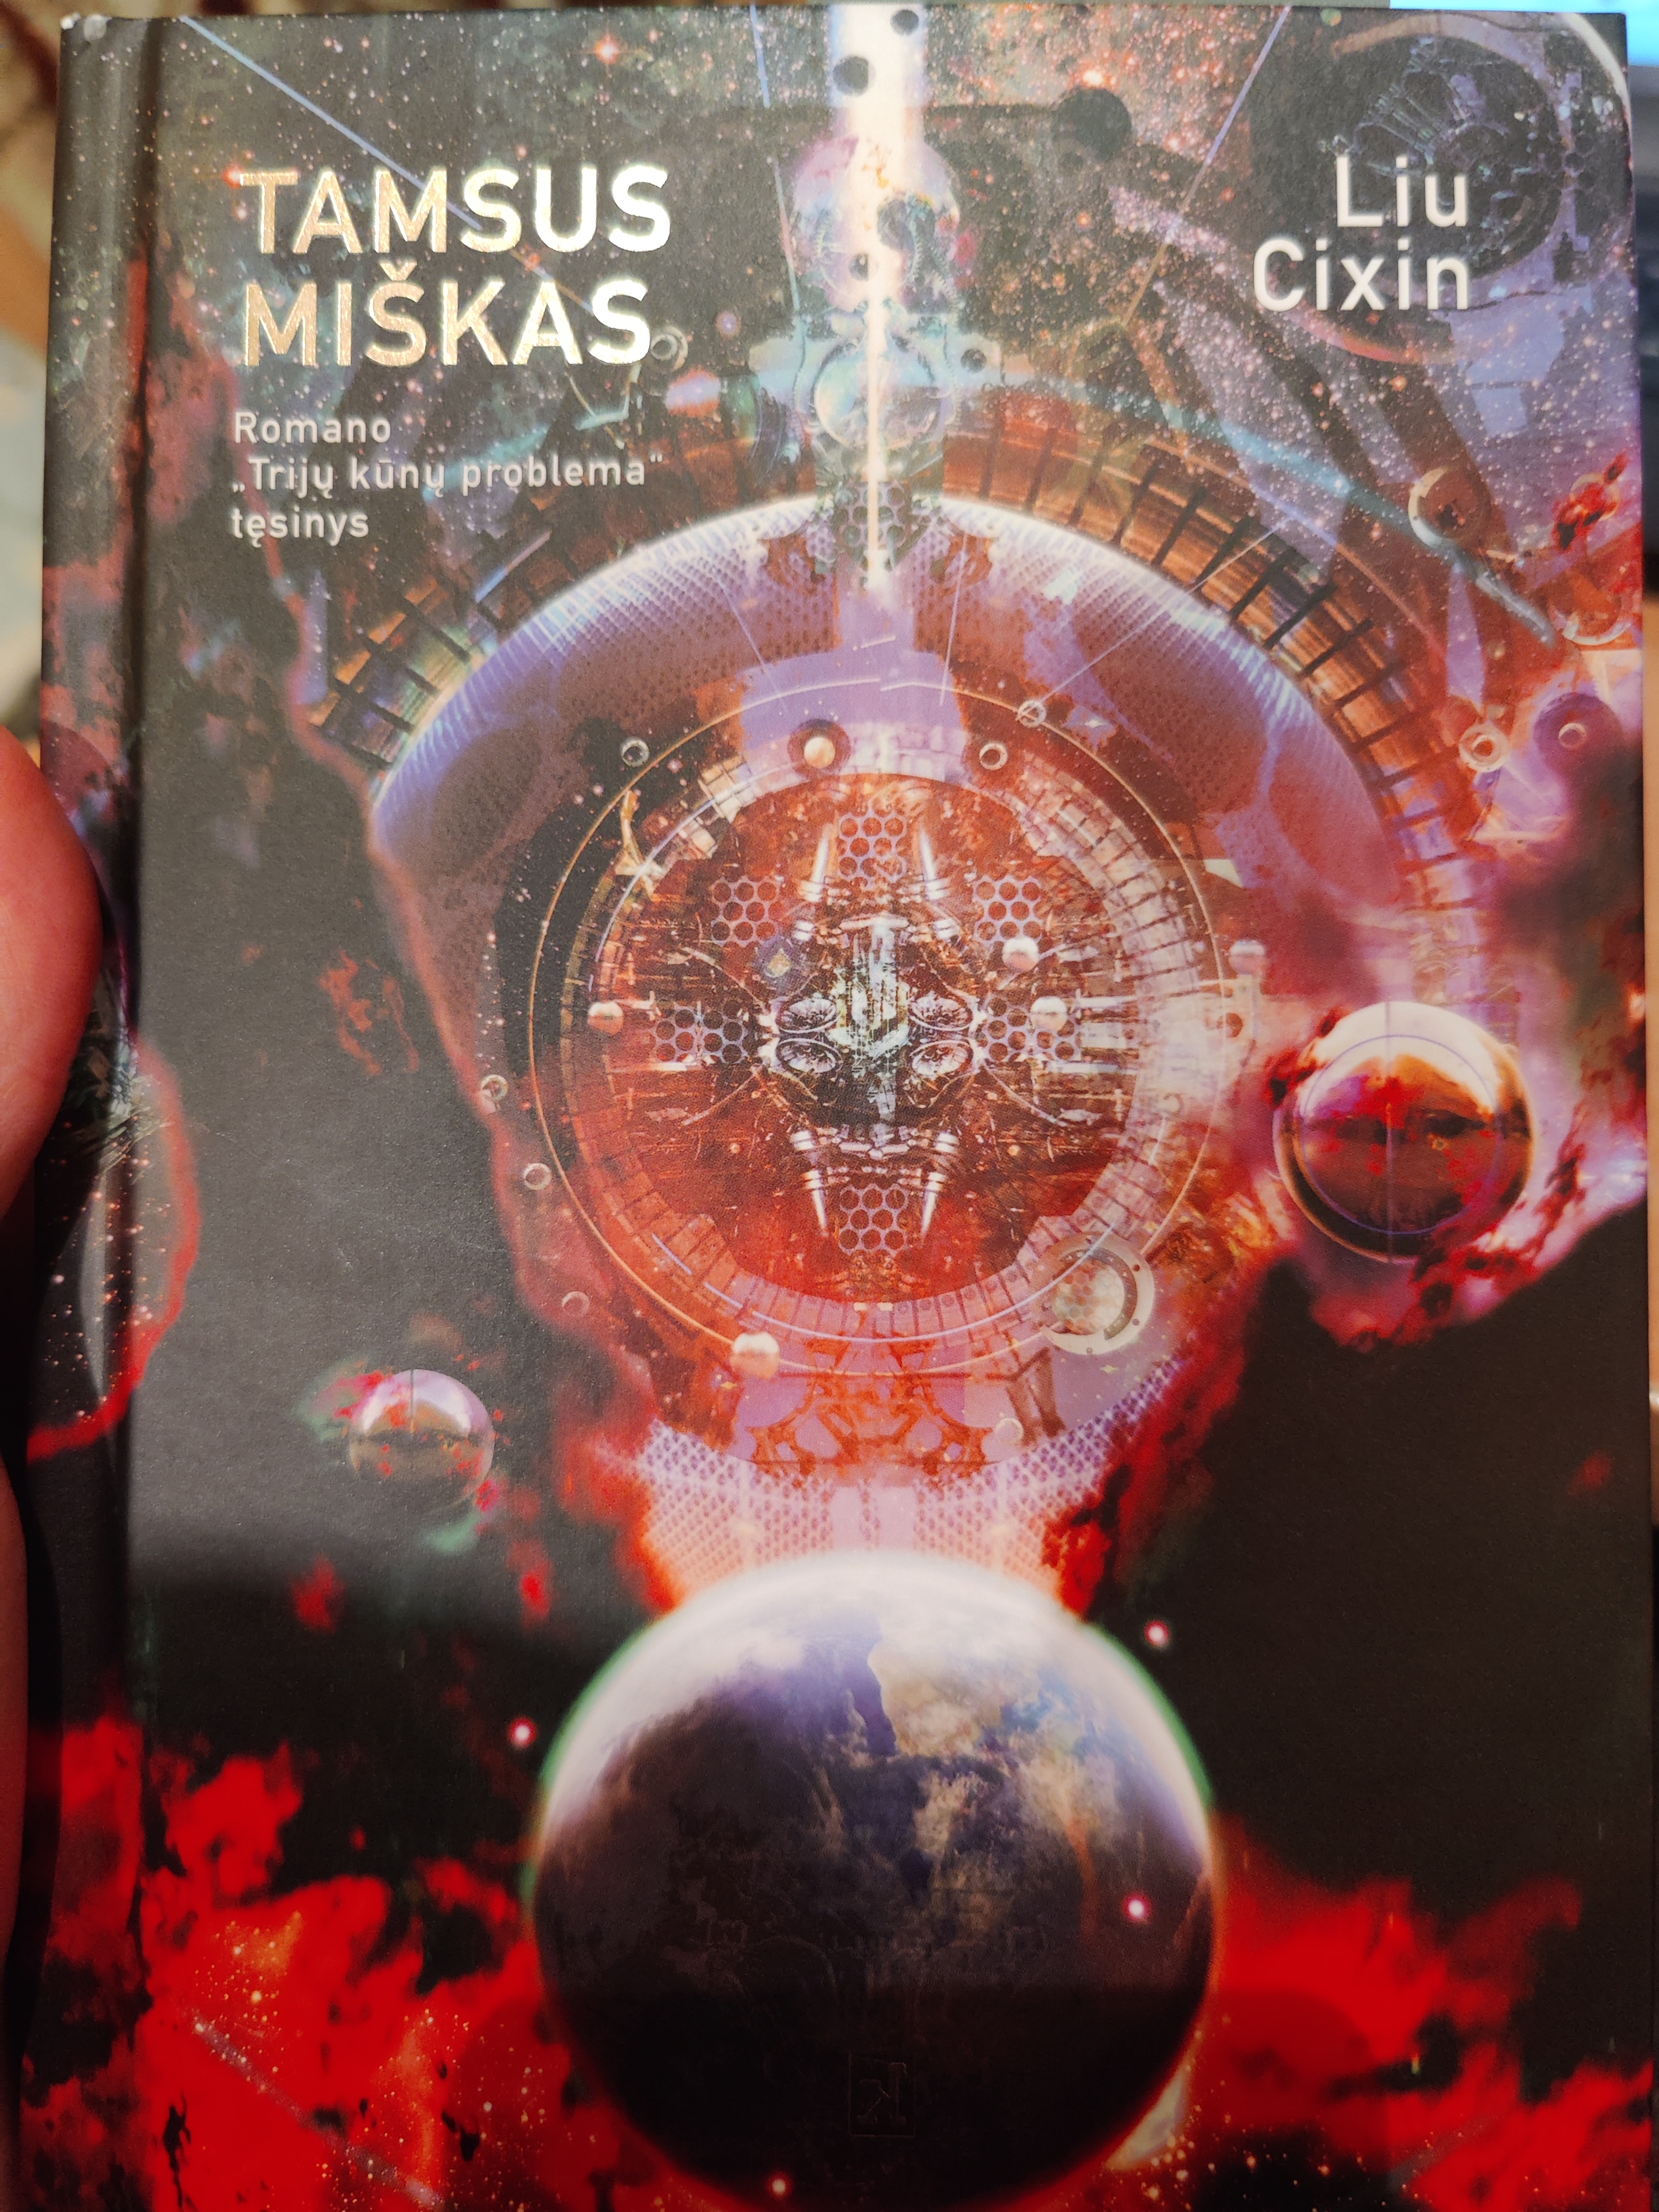 TAMSUS
MIŠKAS
Romano
„Trijų kūnų problema“
tęsinys
Liu
Cixin